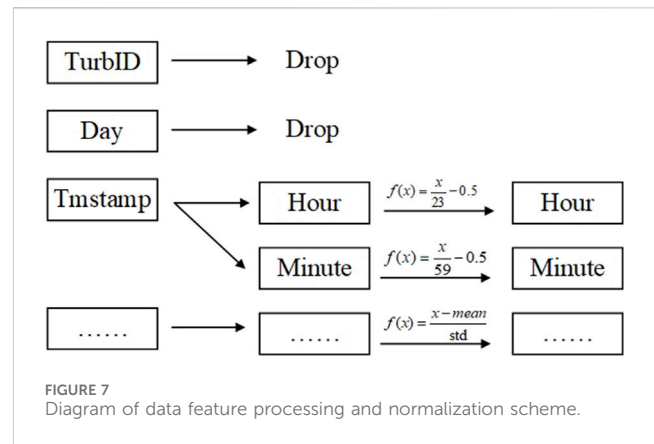 TurbID Drop
Day Drop
Tmstamp Hour f(x)=x/23−0.5 Hour
Minute f(x)=x/59−0.5 Minute
...... ...... f(x)=x−mean/std ......
FIGURE 7
Diagram of data feature processing and normalization scheme.